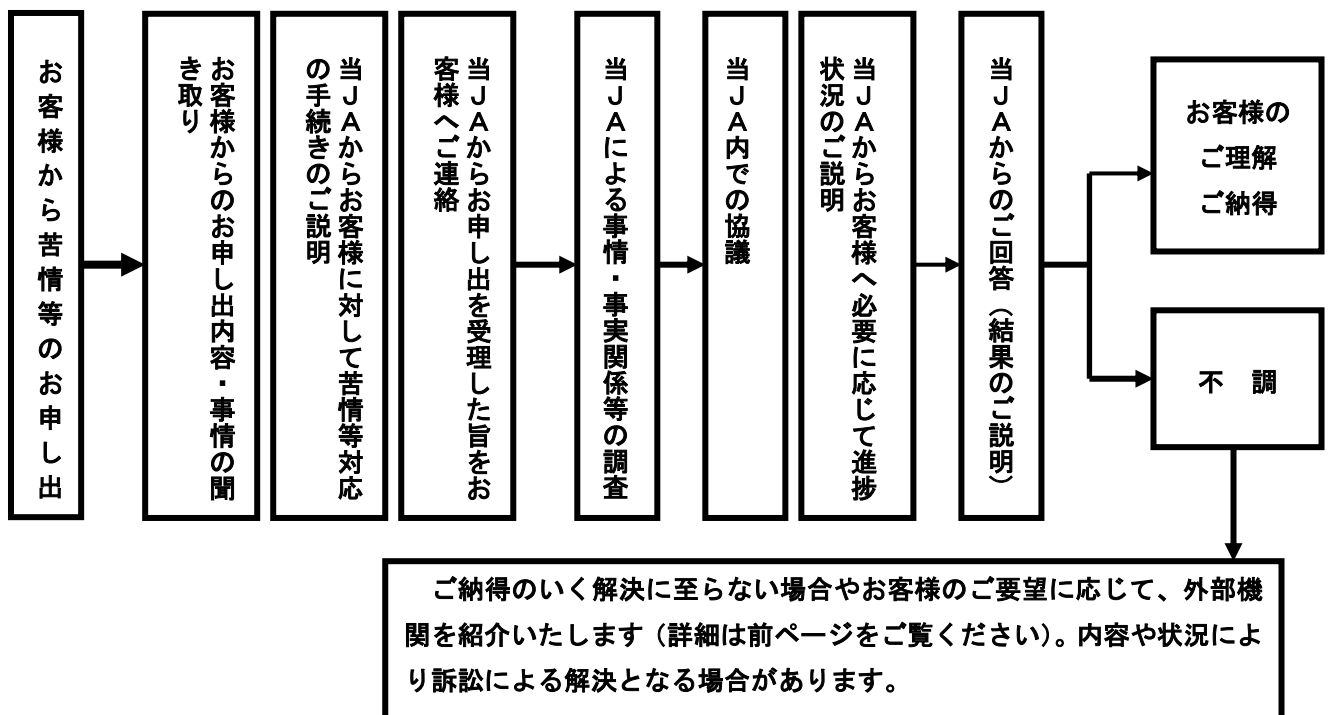 お客様から苦情等のお申し出
お客様からのお申し出内容・事情の聞
き取り
当ＪＡからお客様に対して苦情等対応
の手続きのご説明
当ＪＡからお申し出を受理した旨をお
客様へご連絡
当ＪＡによる事情・事実関係等の調査
当ＪＡ内での協議
当ＪＡからお客様へ必要に応じて進捗
状況のご説明
当ＪＡからのご回答（結果のご説明）
お客様の
ご理解
ご納得
不　調
ご納得のいく解決に至らない場合やお客様のご要望に応じて、外部機
関を紹介いたします（詳細は前ページをご覧ください）。内容や状況によ
り訴訟による解決となる場合があります。